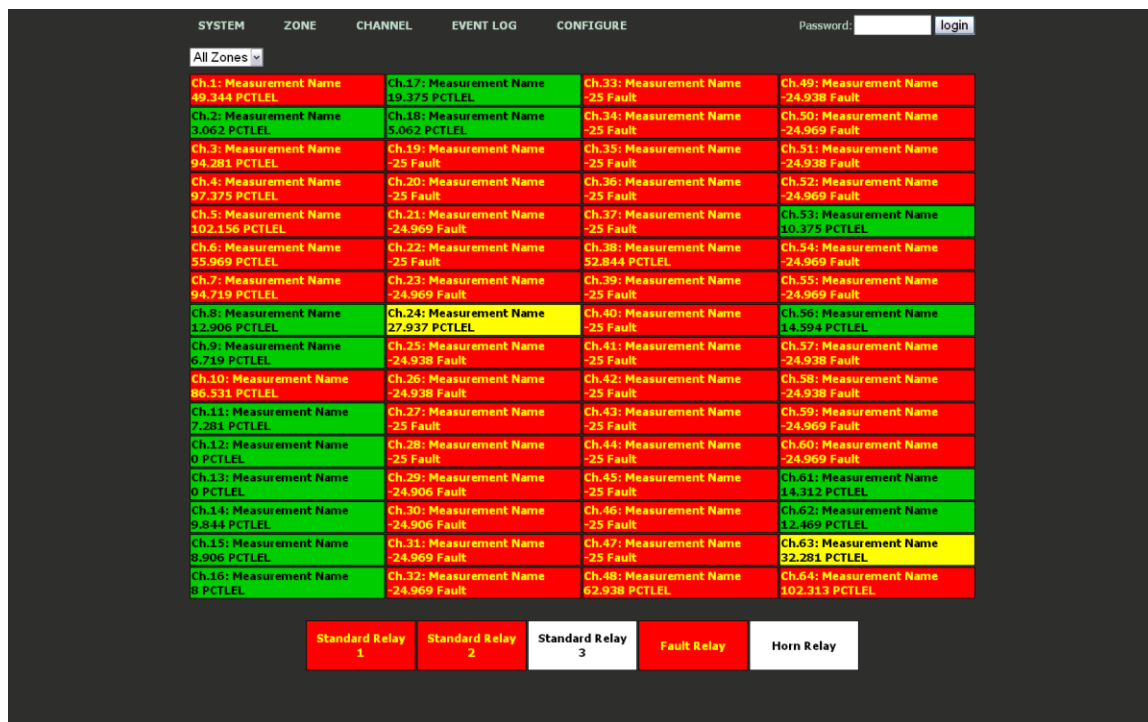 SYSTEM ZONE CHANNEL EVENT LOG CONFIGURE Password: login
All Zones
Ch.1: Measurement Name
49.344 PCTLEL
Ch.2: Measurement Name
3.062 PCTLEL
Ch.3: Measurement Name
94.281 PCTLEL
Ch.4: Measurement Name
97.375 PCTLEL
Ch.5: Measurement Name
102.156 PCTLEL
Ch.6: Measurement Name
55.969 PCTLEL
Ch.7: Measurement Name
94.719 PCTLEL
Ch.8: Measurement Name
12.906 PCTLEL
Ch.9: Measurement Name
6.719 PCTLEL
Ch.10: Measurement Name
86.531 PCTLEL
Ch.11: Measurement Name
7.281 PCTLEL
Ch.12: Measurement Name
0 PCTLEL
Ch.13: Measurement Name
0 PCTLEL
Ch.14: Measurement Name
9.844 PCTLEL
Ch.15: Measurement Name
8.906 PCTLEL
Ch.16: Measurement Name
8 PCTLEL
Ch.17: Measurement Name
19.375 PCTLEL
Ch.18: Measurement Name
5.062 PCTLEL
Ch.19: Measurement Name
-25 Fault
Ch.20: Measurement Name
-25 Fault
Ch.21: Measurement Name
-24.969 Fault
Ch.22: Measurement Name
-25 Fault
Ch.23: Measurement Name
-24.969 Fault
Ch.24: Measurement Name
27.937 PCTLEL
Ch.25: Measurement Name
-24.938 Fault
Ch.26: Measurement Name
-24.938 Fault
Ch.27: Measurement Name
-25 Fault
Ch.28: Measurement Name
-25 Fault
Ch.29: Measurement Name
-24.906 Fault
Ch.30: Measurement Name
-24.906 Fault
Ch.31: Measurement Name
-24.969 Fault
Ch.32: Measurement Name
-24.969 Fault
Ch.33: Measurement Name
-25 Fault
Ch.34: Measurement Name
-25 Fault
Ch.35: Measurement Name
-25 Fault
Ch.36: Measurement Name
-25 Fault
Ch.37: Measurement Name
-25 Fault
Ch.38: Measurement Name
52.844 PCTLEL
Ch.39: Measurement Name
-25 Fault
Ch.40: Measurement Name
-25 Fault
Ch.41: Measurement Name
-25 Fault
Ch.42: Measurement Name
-25 Fault
Ch.43: Measurement Name
-25 Fault
Ch.44: Measurement Name
-25 Fault
Ch.45: Measurement Name
-25 Fault
Ch.46: Measurement Name
-25 Fault
Ch.47: Measurement Name
-25 Fault
Ch.48: Measurement Name
62.938 PCTLEL
Ch.49: Measurement Name
-24.938 Fault
Ch.50: Measurement Name
-24.969 Fault
Ch.51: Measurement Name
-24.938 Fault
Ch.52: Measurement Name
-24.969 Fault
Ch.53: Measurement Name
10.375 PCTLEL
Ch.54: Measurement Name
-24.969 Fault
Ch.55: Measurement Name
-24.969 Fault
Ch.56: Measurement Name
14.594 PCTLEL
Ch.57: Measurement Name
-24.938 Fault
Ch.58: Measurement Name
-24.938 Fault
Ch.59: Measurement Name
-24.969 Fault
Ch.60: Measurement Name
-24.969 Fault
Ch.61: Measurement Name
14.312 PCTLEL
Ch.62: Measurement Name
12.469 PCTLEL
Ch.63: Measurement Name
32.281 PCTLEL
Ch.64: Measurement Name
102.313 PCTLEL
Standard Relay
1
Standard Relay
2
Standard Relay
3
Fault Relay
Horn Relay